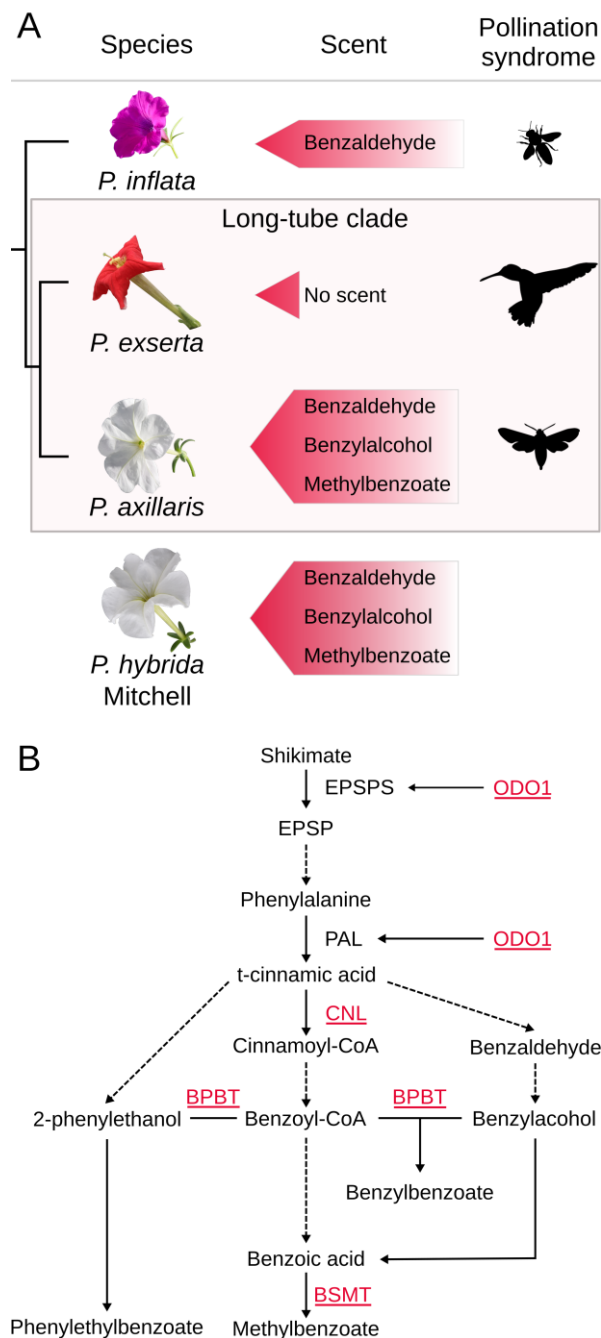 A
Species
Scent
Pollination
syndrome
Benzaldehyde
P. inflata
Long-tube clade
No scent
P. exserta
Benzaldehyde
Benzylalcohol
Methylbenzoate
P. axillaris
Benzaldehyde
Benzylalcohol
Methylbenzoate
P. hybrida
Mitchell
B
Shikimate
EPSPS
ODO1
EPSP
Phenylalanine
PAL
ODO1
t-cinnamic acid
CNL
Cinnamoyl-CoA
Benzaldehyde
BPBT
BPBT
2-phenylethanol
Benzoyl-CoA
Benzylacohol
Benzylbenzoate
Benzoic acid
BSMT
Phenylethylbenzoate
Methylbenzoate